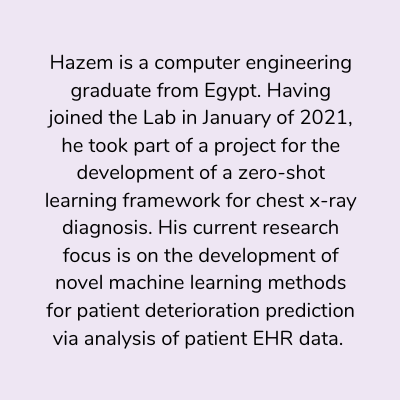 Hazem is a computer engineering
graduate from Egypt. Having
joined the Lab in January of 2021,
he took part of a project for the
development of a zero-shot
learning framework for chest x-ray
diagnosis. His current research
focus is on the development of
novel machine learning methods
for patient deterioration prediction
via analysis of patient EHR data.